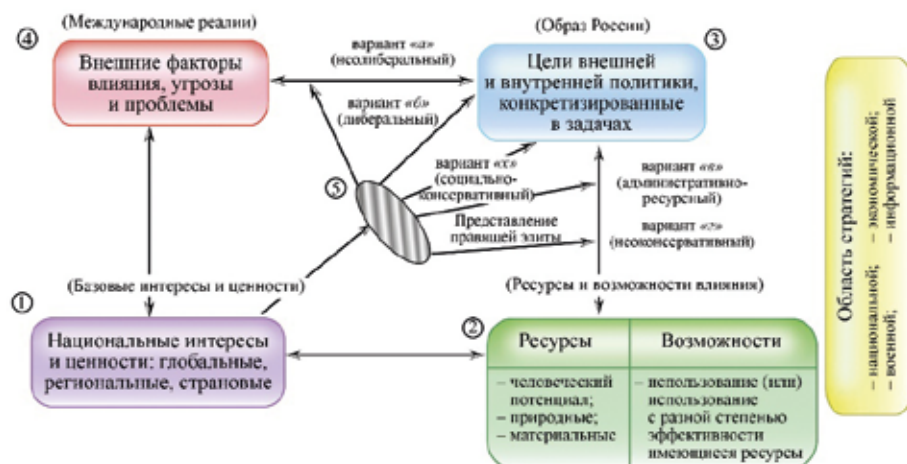 (Международные реалии)
④
Внешние факторы
влияния, угрозы
и проблемы
вариант «а»
(неолиберальный)
(Образ России)
③
Цели внешней
и внутренней политики,
конкретизированные
в задачах
вариант «б»
(либеральный)
⑤
вариант «х»
(социально-
консервативный)
вариант «в»
(административно-
ресурсный)
Представление
правящей элиты
вариант «г»
(неоконсервативный)
(Базовые интересы и ценности)
①
Национальные интересы
и ценности: глобальные,
региональные, страновые
(Ресурсы и возможности влияния)
②
Ресурсы
– человеческий
потенциал;
– природные;
– материальные
Возможности
– использование (или)
использование
с разной степенью
эффективности
имеющиеся ресурсы
Область стратегий:
– национальной;
– военной;
– экономической;
– информационной